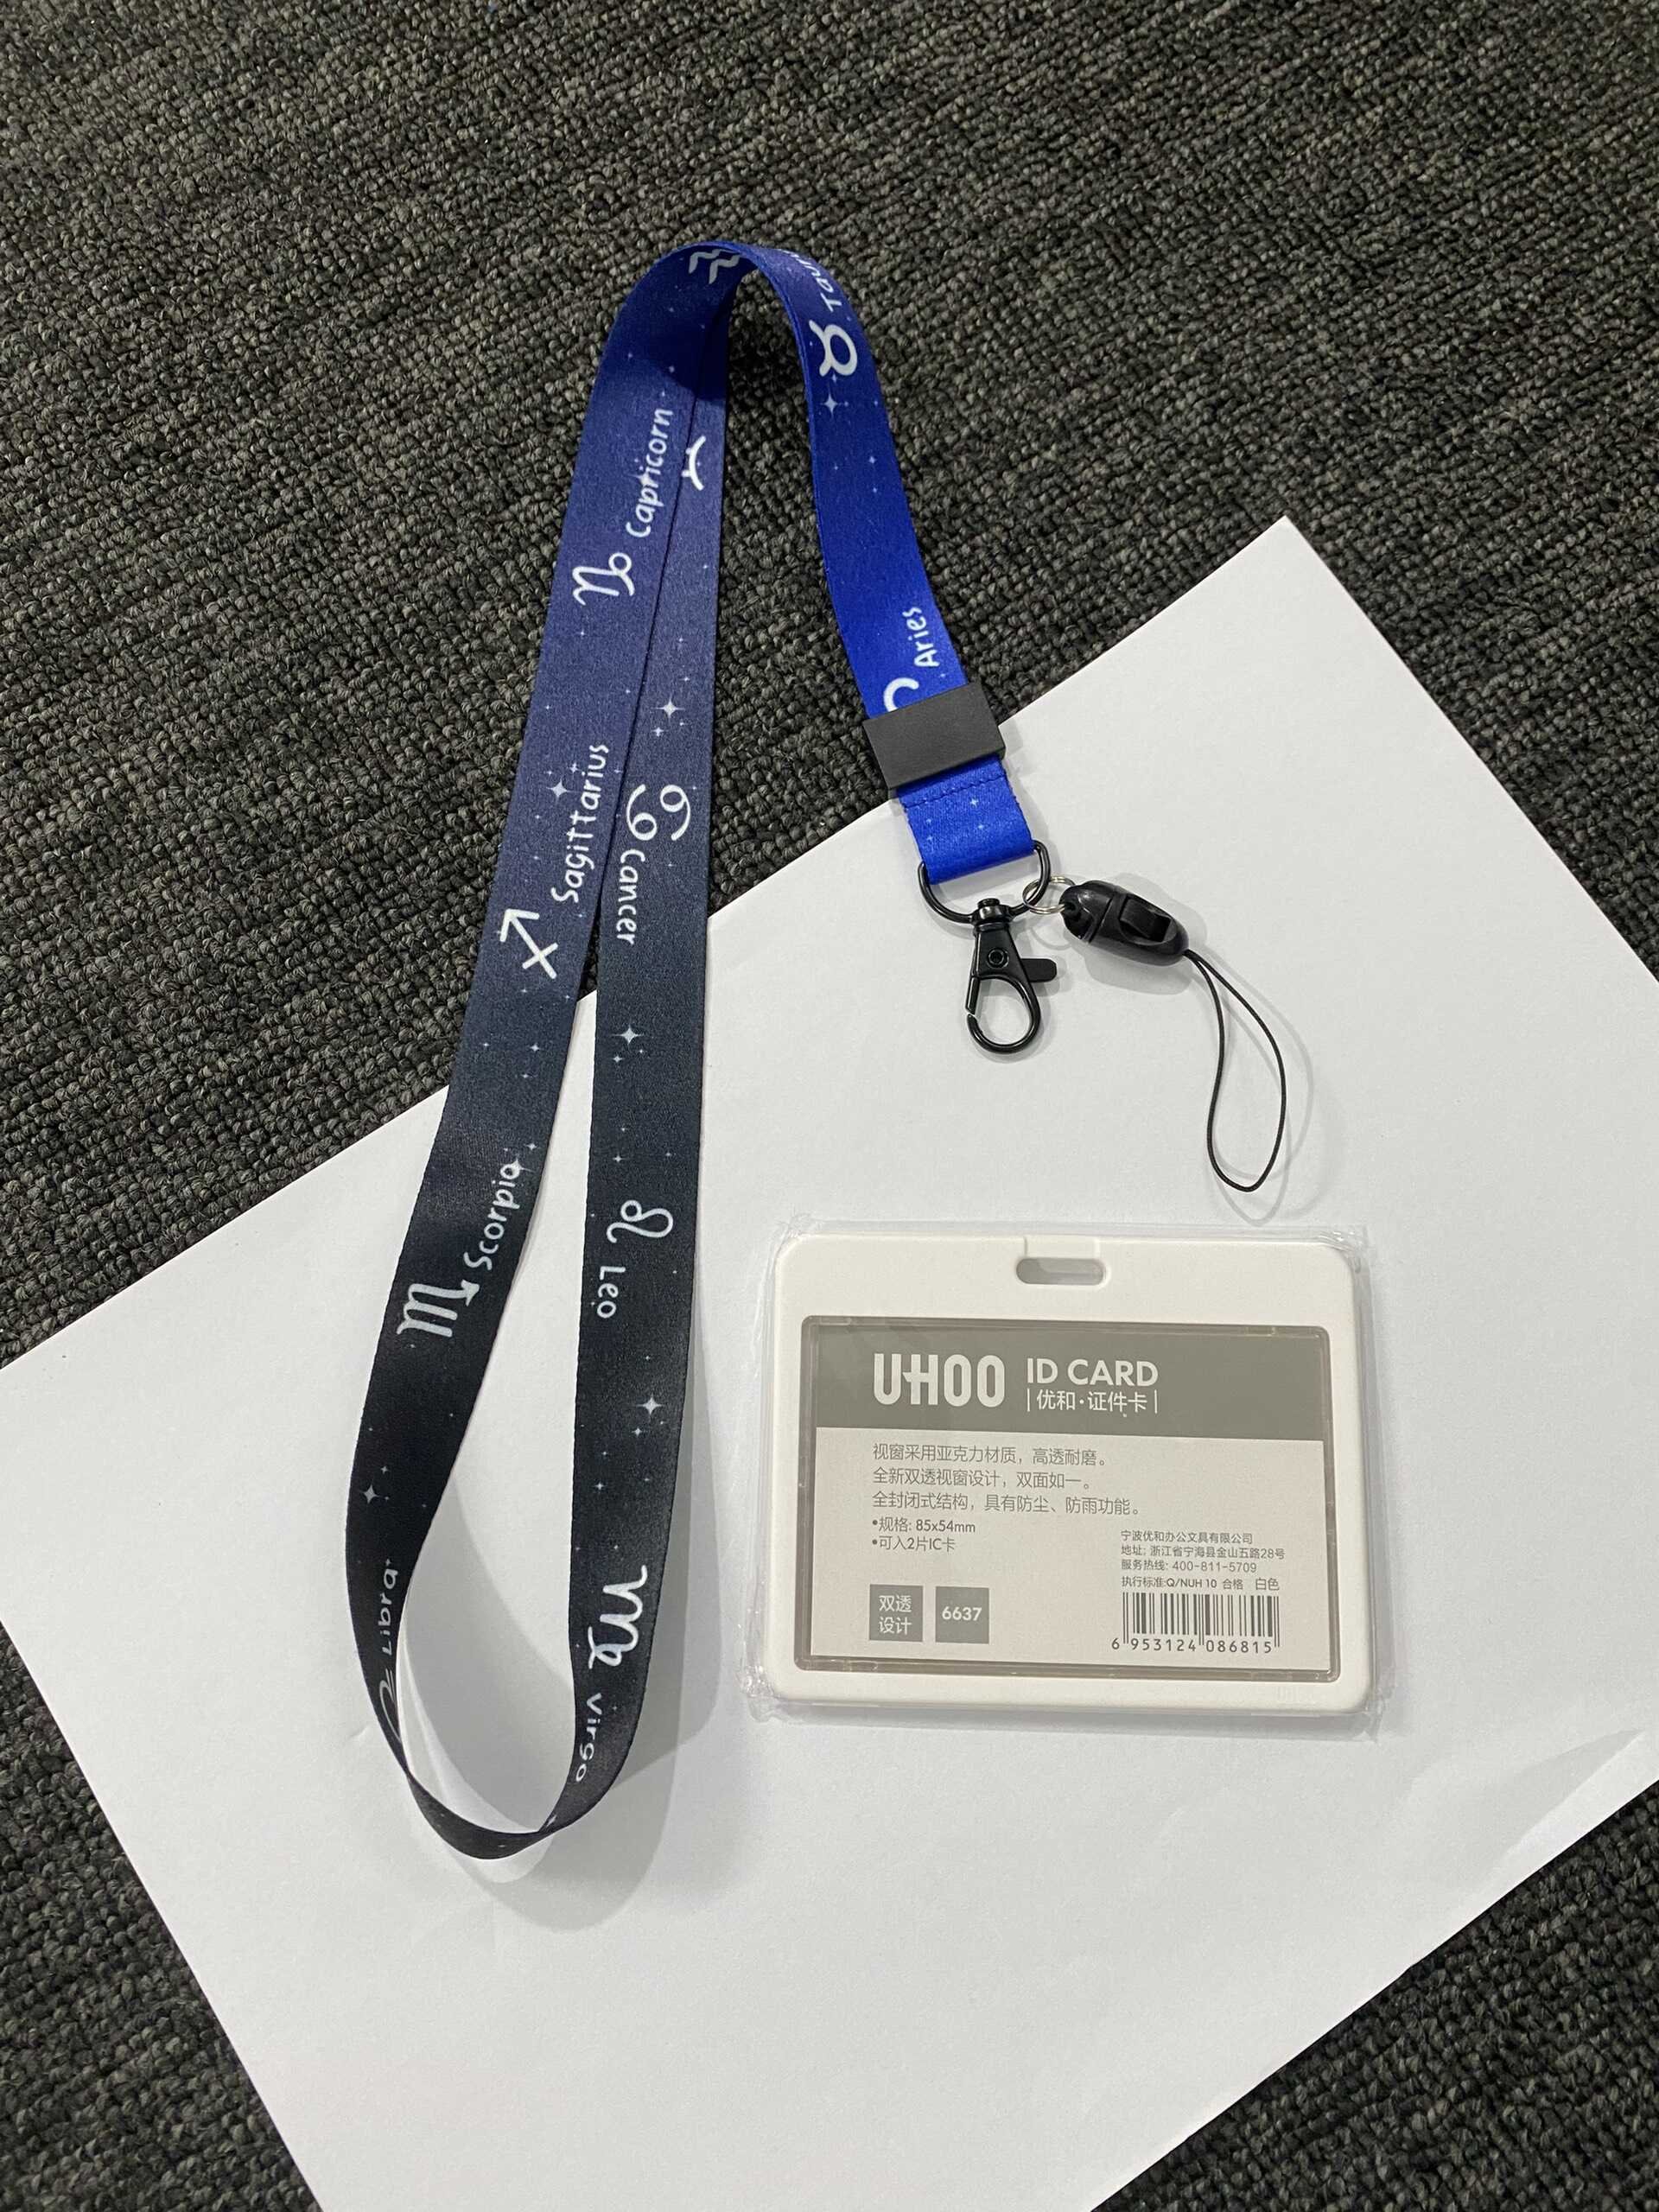 Capricorn
Sagittarius
Scorpio
Libra
Aries
Cancer
Leo
Virgo
UHOO ID CARD
优和·证件卡
视窗采用亚克力材质，高透耐磨。
全新双透视窗设计，双面如一。
全封闭式结构，具有防尘、防雨功能。
•规格: 85x54mm
•可入2片IC卡
宁波优和办公文具有限公司
地址: 浙江省宁海县金山五路28号
服务热线: 400-811-5709
执行标准:Q/NUH 10 合格 白色
双透
设计
6637
6 953124 086815